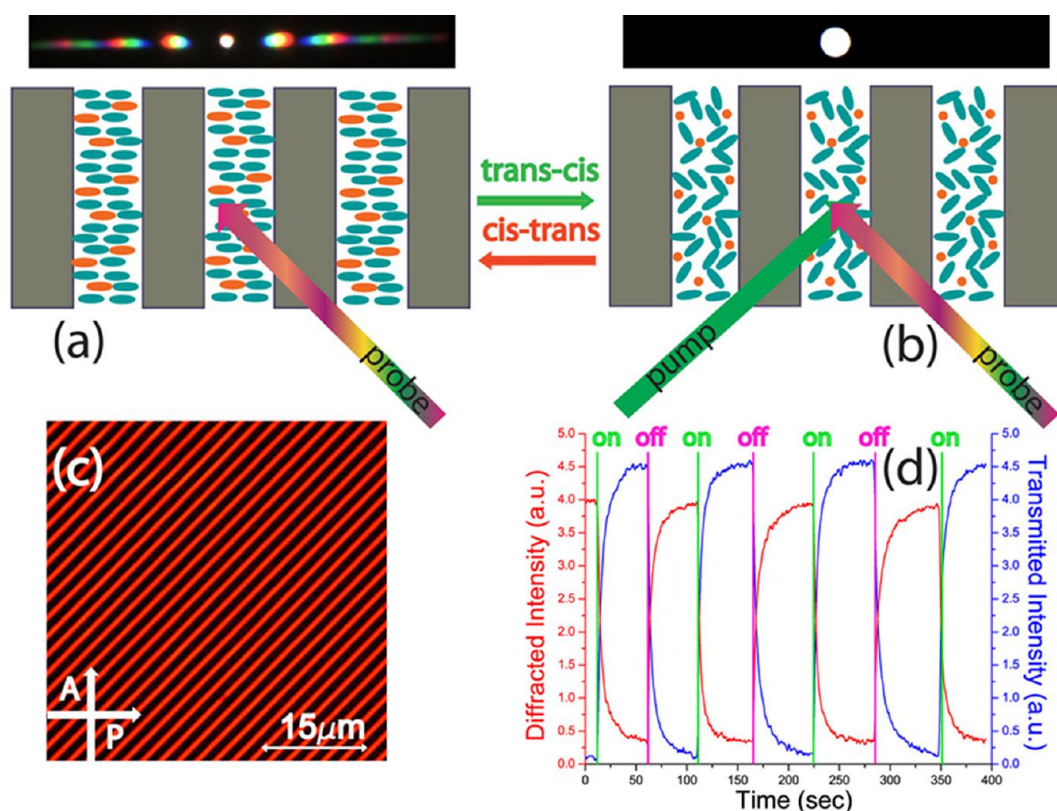 trans-cis
cis-trans
(a)
probe
pump
(b)
probe
(c)
A
P
15μm
on off on off on off on
(d)
5.0
4.5
4.0
3.5
3.0
2.5
2.0
1.5
1.0
0.5
0.0
Diffracted Intensity (a.u.)
5.0
4.5
4.0
3.5
3.0
2.5
2.0
1.5
1.0
0.5
0.0
Transmitted Intensity (a.u.)
0 50 100 150 200 250 300 350 400
Time (sec)